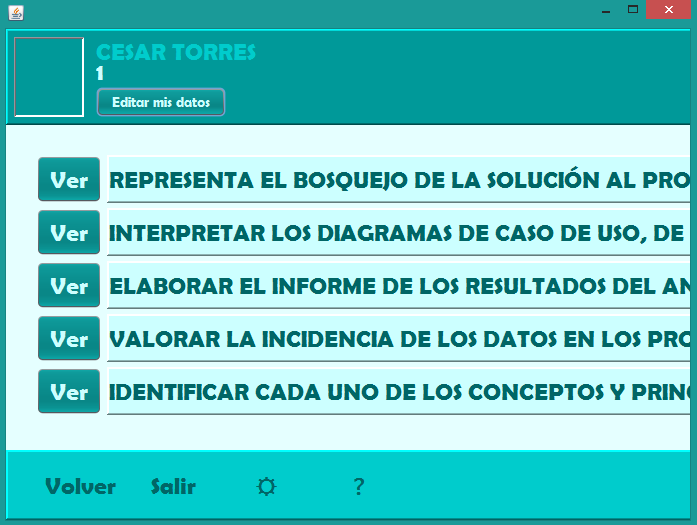 CESAR TORRES
1
Editar mis datos
Ver REPRESENTA EL BOSQUEJO DE LA SOLUCIÓN AL PRO
Ver INTERPRETAR LOS DIAGRAMAS DE CASO DE USO, DE
Ver ELABORAR EL INFORME DE LOS RESULTADOS DEL AN
Ver VALORAR LA INCIDENCIA DE LOS DATOS EN LOS PRO
Ver IDENTIFICAR CADA UNO DE LOS CONCEPTOS Y PRIN
Volver Salir ?